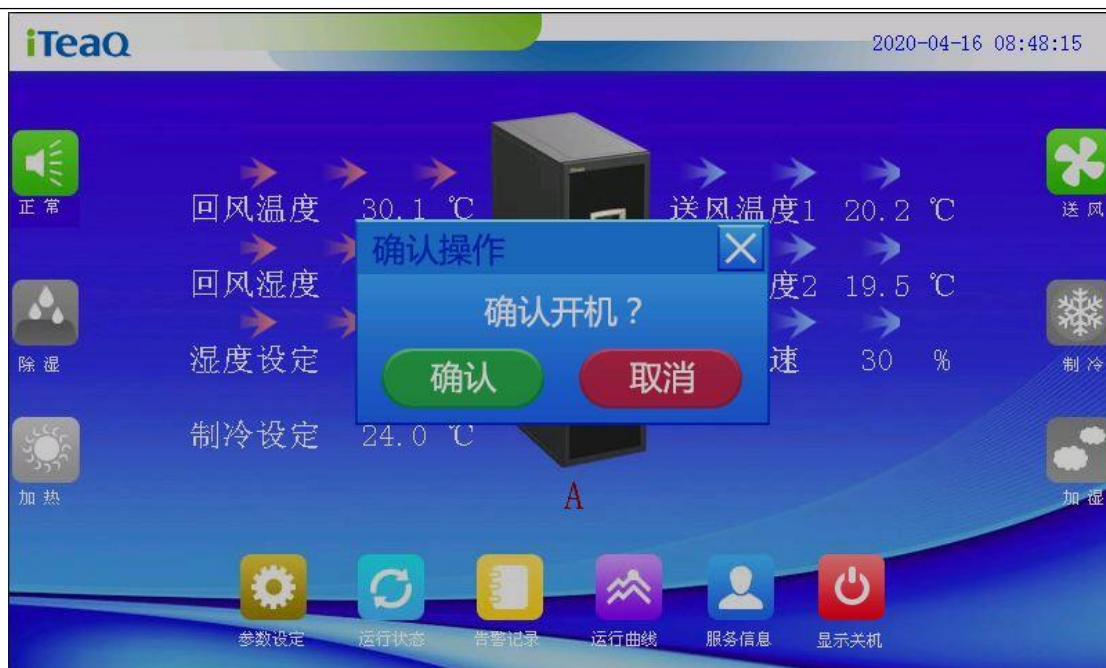 iTeaQ
2020-04-16 08:48:15
正常
回风温度 30.1 ℃
送风温度1 20.2 ℃
送风
确认操作
回风湿度
度2 19.5 ℃
确认开机？
除湿
湿度设定
速 30 %
制冷
确认 取消
制冷设定 24.0 ℃
加热
A
加湿
参数设定 运行状态 告警记录 运行曲线 服务信息 显示关机